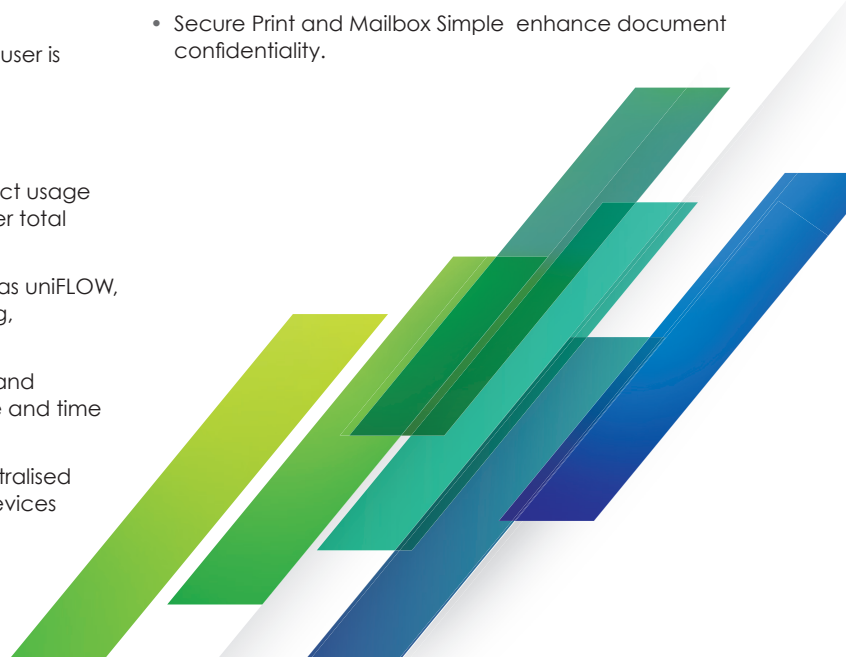 user is
ct usage
er total
as uniFLOW,
g,
and
e and time
tralised
evices
• Secure Print and Mailbox Simple  enhance document
confidentiality.